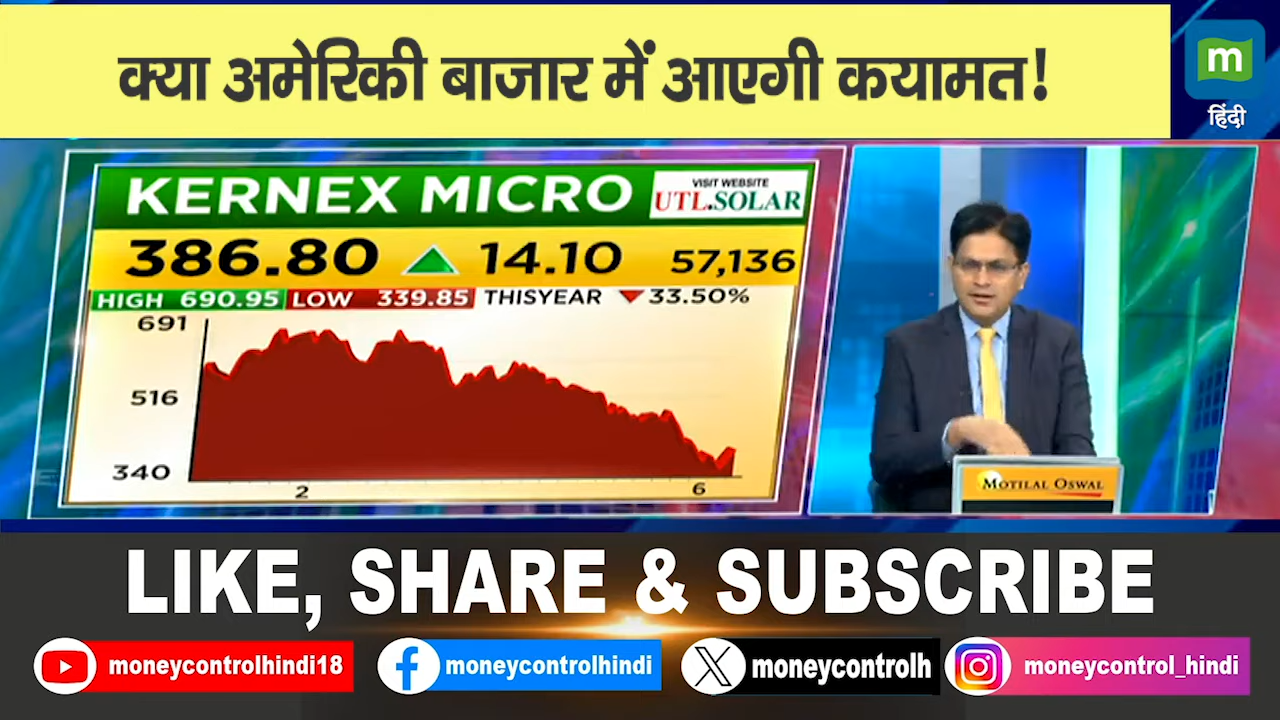 क्या अमेरिकी बाजार में आएगी कयामत!
m
हिंदी
KERNEX MICRO
VISIT WEBSITE
UTL.SOLAR
386.80 14.10 57,136
HIGH 690.95 LOW 339.85 THISYEAR 33.50%
691
516
340
2 6
MOTILAL OSWAL
LIKE, SHARE & SUBSCRIBE
moneycontrolhindi18 moneycontrolhindi moneycontrolh moneycontrol_hindi